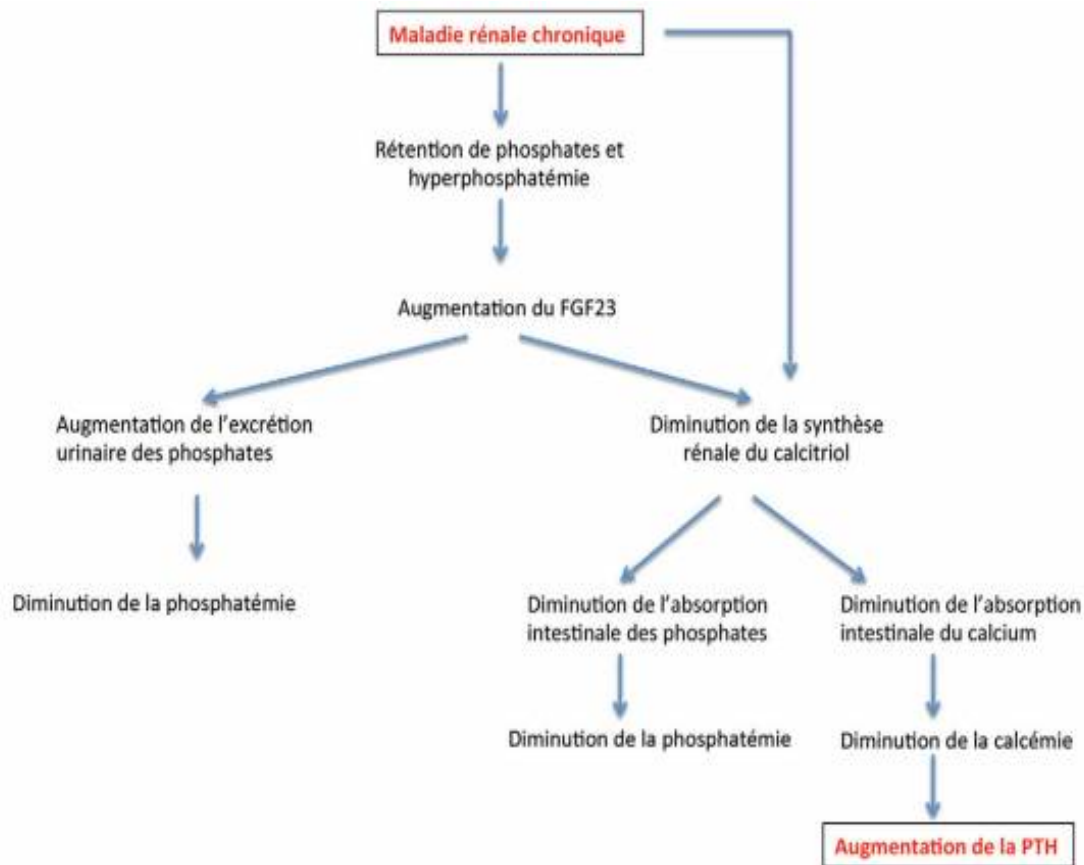 Maladie rénale chronique
Rétention de phosphates et
hyperphosphatémie
Augmentation du FGF23
Augmentation de l'excrétion
urinaire des phosphates
Diminution de la synthèse
rénale du calcitriol
Diminution de la phosphatémie
Diminution de l'absorption
intestinale des phosphates
Diminution de l'absorption
intestinale du calcium
Diminution de la phosphatémie
Diminution de la calcémie
Augmentation de la PTH